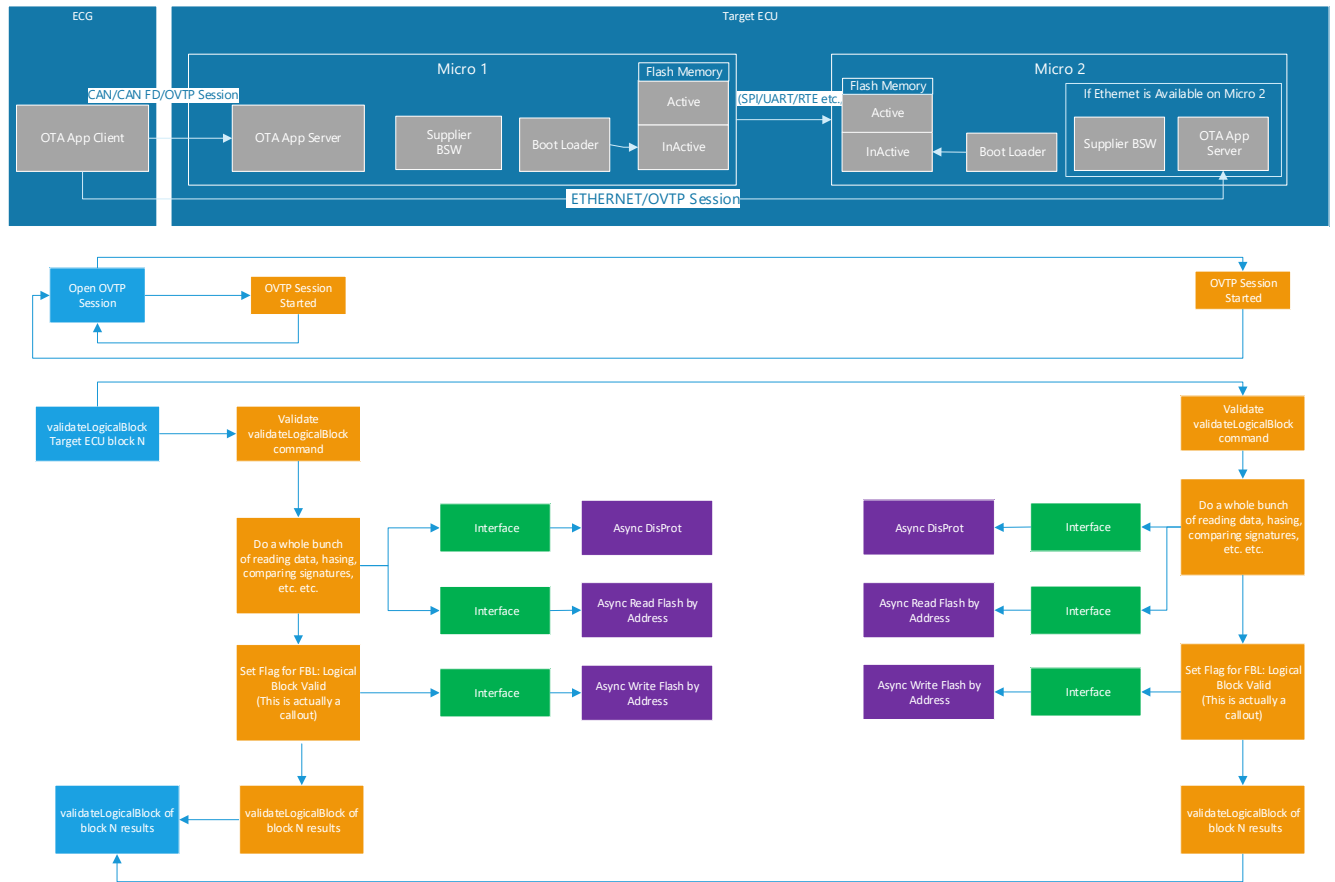 ECG
Target ECU
Micro 1
Micro 2
Flash Memory
Flash Memory
If Ethernet is Available on Micro 2
CAN/CAN FD/OVTP Session
(SPI/UART/RTE etc.)
Active
Active
OTA App Client
OTA App Server
Supplier
BSW
Boot Loader
InActive
InActive
Boot Loader
Supplier BSW
OTA App
Server
ETHERNET/OVTP Session
Open OVTP
Session
OVTP Session
Started
OVTP Session
Started
validateLogicalBlock
Target ECU block N
Validate
validateLogicalBlock
command
Validate
validateLogicalBlock
command
Do a whole bunch
of reading data, hasing,
comparing signatures,
etc. etc.
Interface
Async DisProt
Async DisProt
Interface
Do a whole bunch
of reading data, hasing,
comparing signatures,
etc. etc.
Interface
Async Read Flash by
Address
Async Read Flash by
Address
Interface
Set Flag for FBL: Logical
Block Valid
(This is actually a
callout)
Interface
Async Write Flash by
Address
Async Write Flash by
Address
Interface
Set Flag for FBL: Logical
Block Valid
(This is actually a
callout)
validateLogicalBlock of
block N results
validateLogicalBlock of
block N results
validateLogicalBlock of
block N results